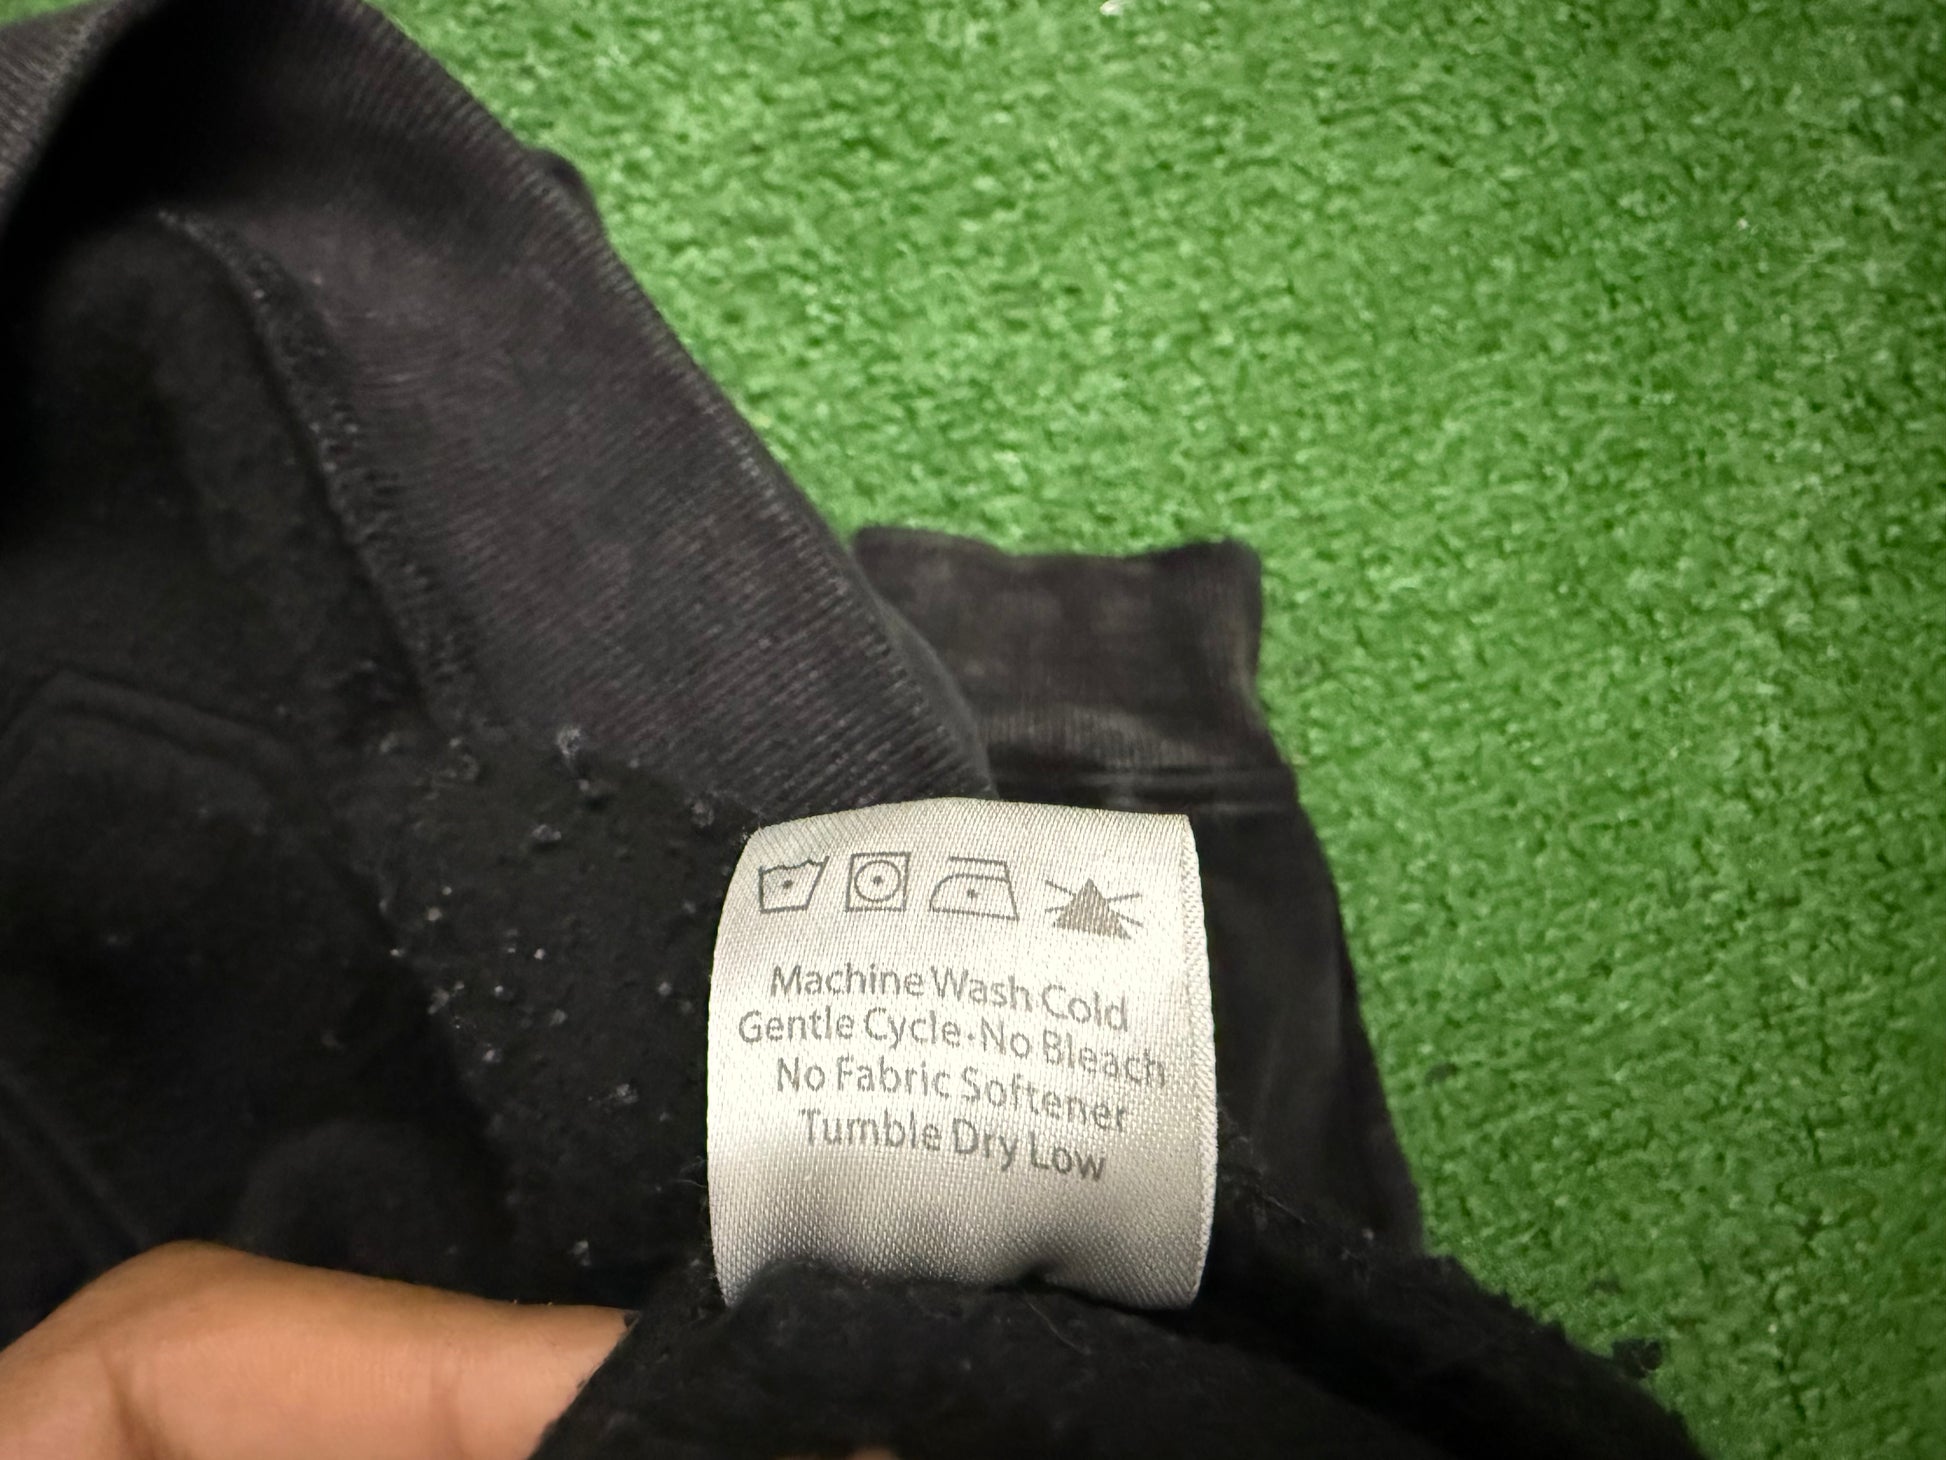 Machine Wash Cold
Gentle Cycle•No Bleach
No Fabric Softener
Tumble Dry Low